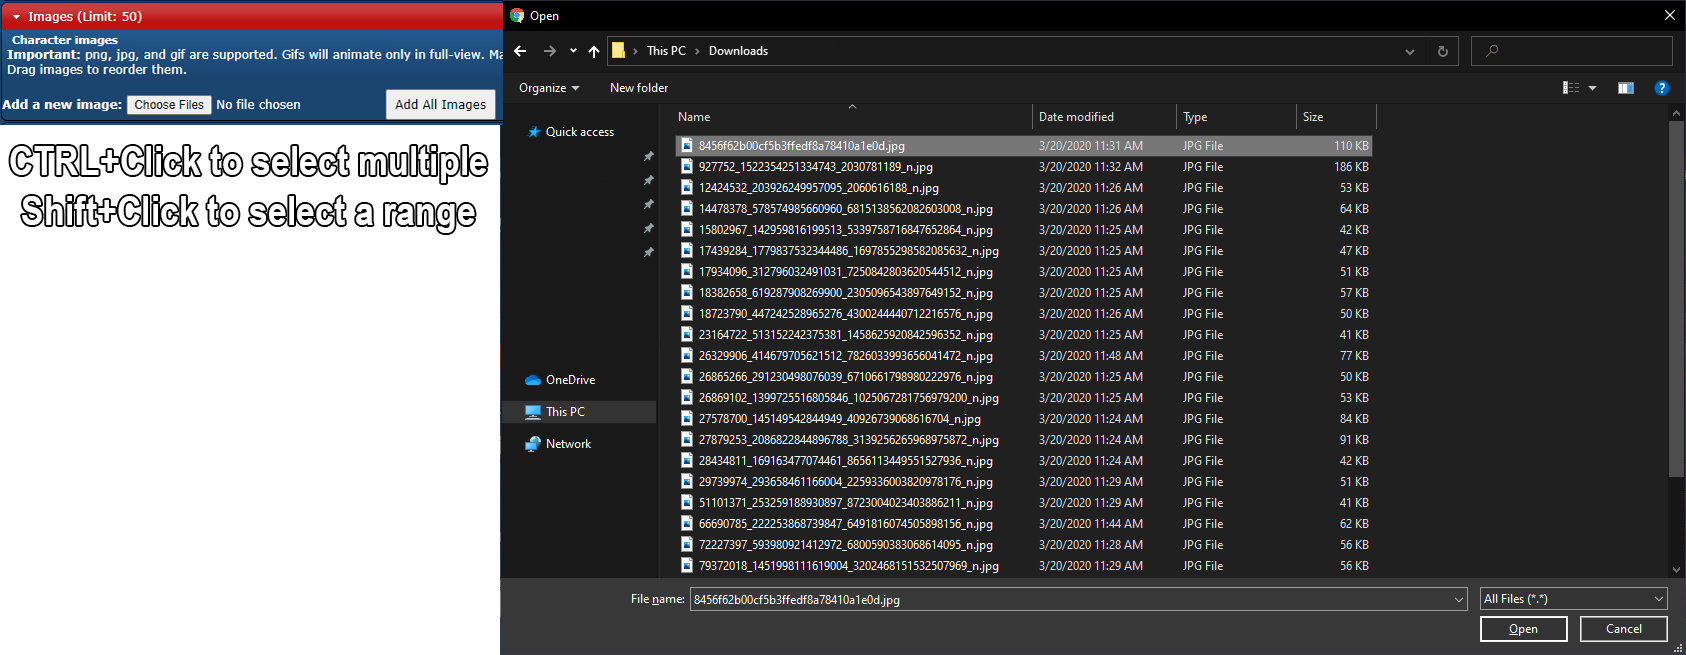 Images (Limit: 50)
Character images
Important: png, jpg, and gif are supported. Gifs will animate only in full-view. Ma
Drag images to reorder them.
Add a new image: Choose Files No file chosen Add All Images
CTRL+Click to select multiple
Shift+Click to select a range
Open
This PC › Downloads
Organize New folder
Quick access
OneDrive
This PC
Network
Name Date modified Type Size
8456f62b00cf5b3ffedf8a78410a1e0d.jpg 3/20/2020 11:31 AM JPG File 110 KB
927752_1522354251334743_2030781189_n.jpg 3/20/2020 11:32 AM JPG File 186 KB
12424532_203926249957095_2060616188_n.jpg 3/20/2020 11:26 AM JPG File 53 KB
14478378_578574985660960_6815138562082603008_n.jpg 3/20/2020 11:26 AM JPG File 64 KB
15802967_142959816199513_5339758716847652864_n.jpg 3/20/2020 11:25 AM JPG File 42 KB
17439284_1779837532344486_1697855298582085632_n.jpg 3/20/2020 11:25 AM JPG File 47 KB
17934096_312796032491031_7250842803620544512_n.jpg 3/20/2020 11:25 AM JPG File 51 KB
18382658_619287908269900_2305096543897649152_n.jpg 3/20/2020 11:25 AM JPG File 57 KB
18723790_447242528965276_4300244440712216576_n.jpg 3/20/2020 11:26 AM JPG File 50 KB
23164722_513152242375381_1458625920842596352_n.jpg 3/20/2020 11:25 AM JPG File 41 KB
26329906_414679705621512_7826033993656041472_n.jpg 3/20/2020 11:48 AM JPG File 77 KB
26865266_291230498076039_6710661798980222976_n.jpg 3/20/2020 11:25 AM JPG File 50 KB
26869102_1399725516805846_1025067281756979200_n.jpg 3/20/2020 11:25 AM JPG File 53 KB
27578700_145149542844949_40926739068616704_n.jpg 3/20/2020 11:24 AM JPG File 84 KB
27879253_2086822844896788_3139256265968975872_n.jpg 3/20/2020 11:24 AM JPG File 91 KB
28434811_169163477074461_8656113449551527936_n.jpg 3/20/2020 11:24 AM JPG File 42 KB
29739974_293658461166004_2259336003820978176_n.jpg 3/20/2020 11:29 AM JPG File 51 KB
51101371_253259188930897_8723004023403886211_n.jpg 3/20/2020 11:29 AM JPG File 41 KB
66690785_222253868739847_6491816074505898156_n.jpg 3/20/2020 11:44 AM JPG File 62 KB
72227397_593980921412972_6800590383068614095_n.jpg 3/20/2020 11:28 AM JPG File 56 KB
79372018_1451998111619004_3202468151532507969_n.jpg 3/20/2020 11:29 AM JPG File 56 KB
File name: 8456f62b00cf5b3ffedf8a78410a1e0d.jpg All Files (*.*)
Open Cancel